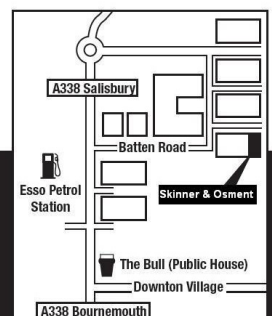 A338 Salisbury
Batten Road
Esso Petrol
Station
Skinner & Osment
The Bull (Public House)
Downton Village
A338 Bournemouth